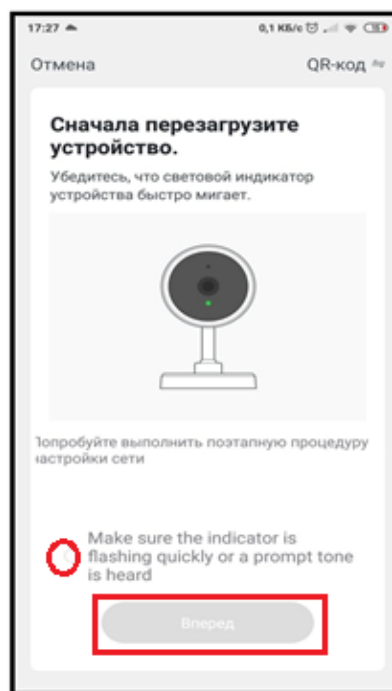 17:27
0,1 КБ/с
Отмена
QR-код
Сначала перезагрузите
устройство.
Убедитесь, что световой индикатор
устройства быстро мигает.
Попробуйте выполнить поэтапную процедуру
настройки сети
Make sure the indicator is
flashing quickly or a prompt tone
is heard
Вперед